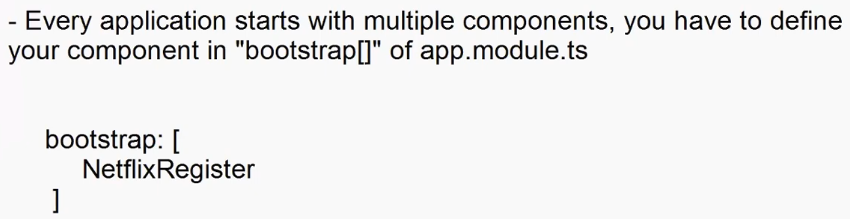 - Every application starts with multiple components, you have to define
your component in "bootstrap[]" of app.module.ts
bootstrap: [
NetflixRegister
]